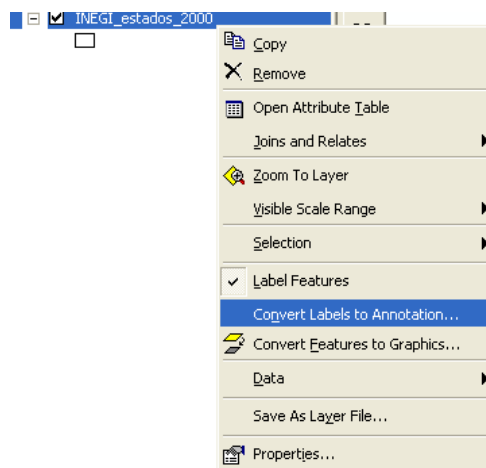 INEGI_estados_2000
Copy
Remove
Open Attribute Table
Joins and Relates
Zoom To Layer
Visible Scale Range
Selection
Label Features
Convert Labels to Annotation...
Convert Features to Graphics...
Data
Save As Layer File...
Properties...